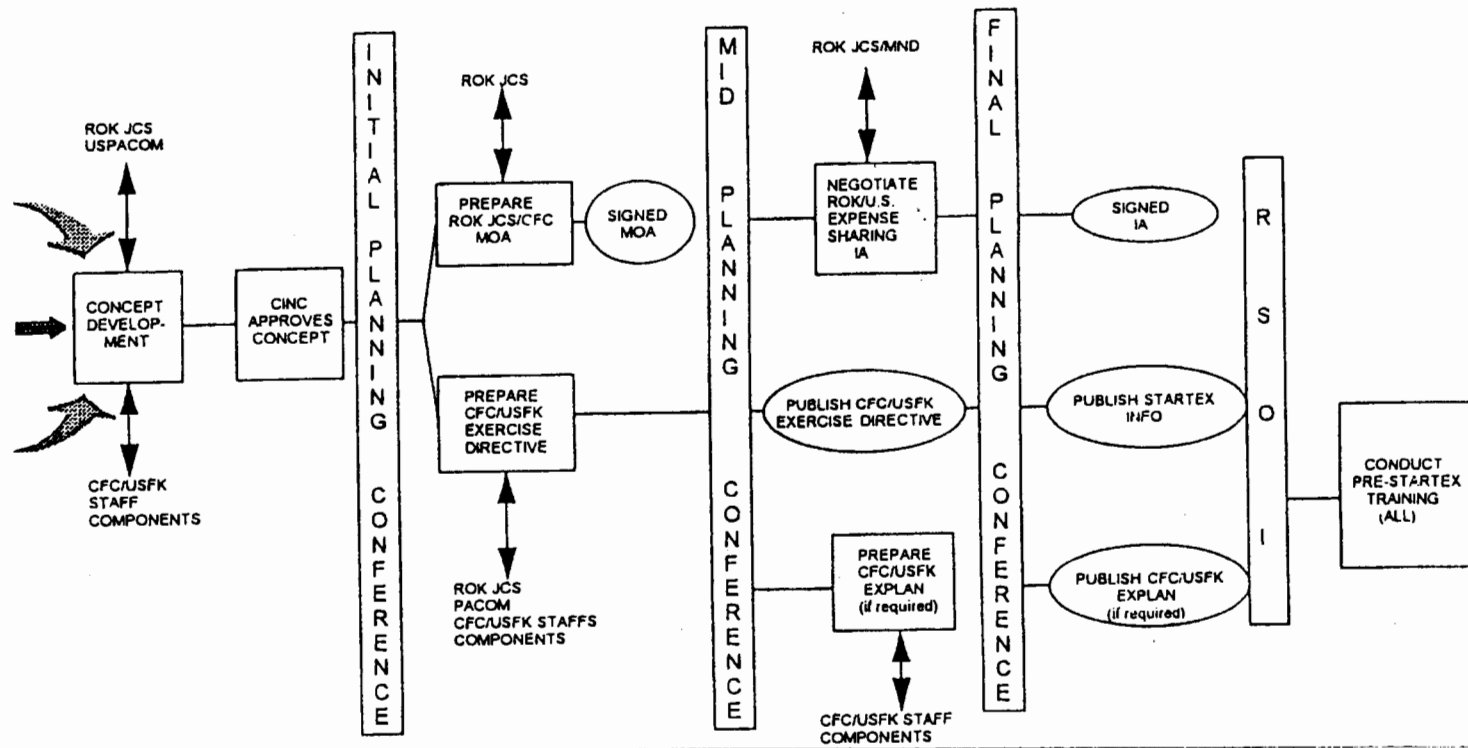 ROK JCS
USPACOM
CONCEPT
DEVELOP-
MENT
CFC/USFK
STAFF
COMPONENTS
CINC
APPROVES
CONCEPT
INITIAL PLANNING CONFERENCE
ROK JCS
PREPARE
ROK JCS/CFC
MOA
SIGNED
MOA
PREPARE
CFC/USFK
EXERCISE
DIRECTIVE
ROK JCS
PACOM
CFC/USFK STAFFS
COMPONENTS
MID PLANNING CONFERENCE
ROK JCS/MND
NEGOTIATE
ROK/U.S.
EXPENSE
SHARING
IA
PUBLISH CFC/USFK
EXERCISE DIRECTIVE
PREPARE
CFC/USFK
EXPLAN
(if required)
CFC/USFK STAFF
COMPONENTS
FINAL PLANNING CONFERENCE
SIGNED
IA
PUBLISH STARTEX
INFO
PUBLISH CFC/USFK
EXPLAN
(if required)
RSOI
CONDUCT
PRE-STARTEX
TRAINING
(ALL)